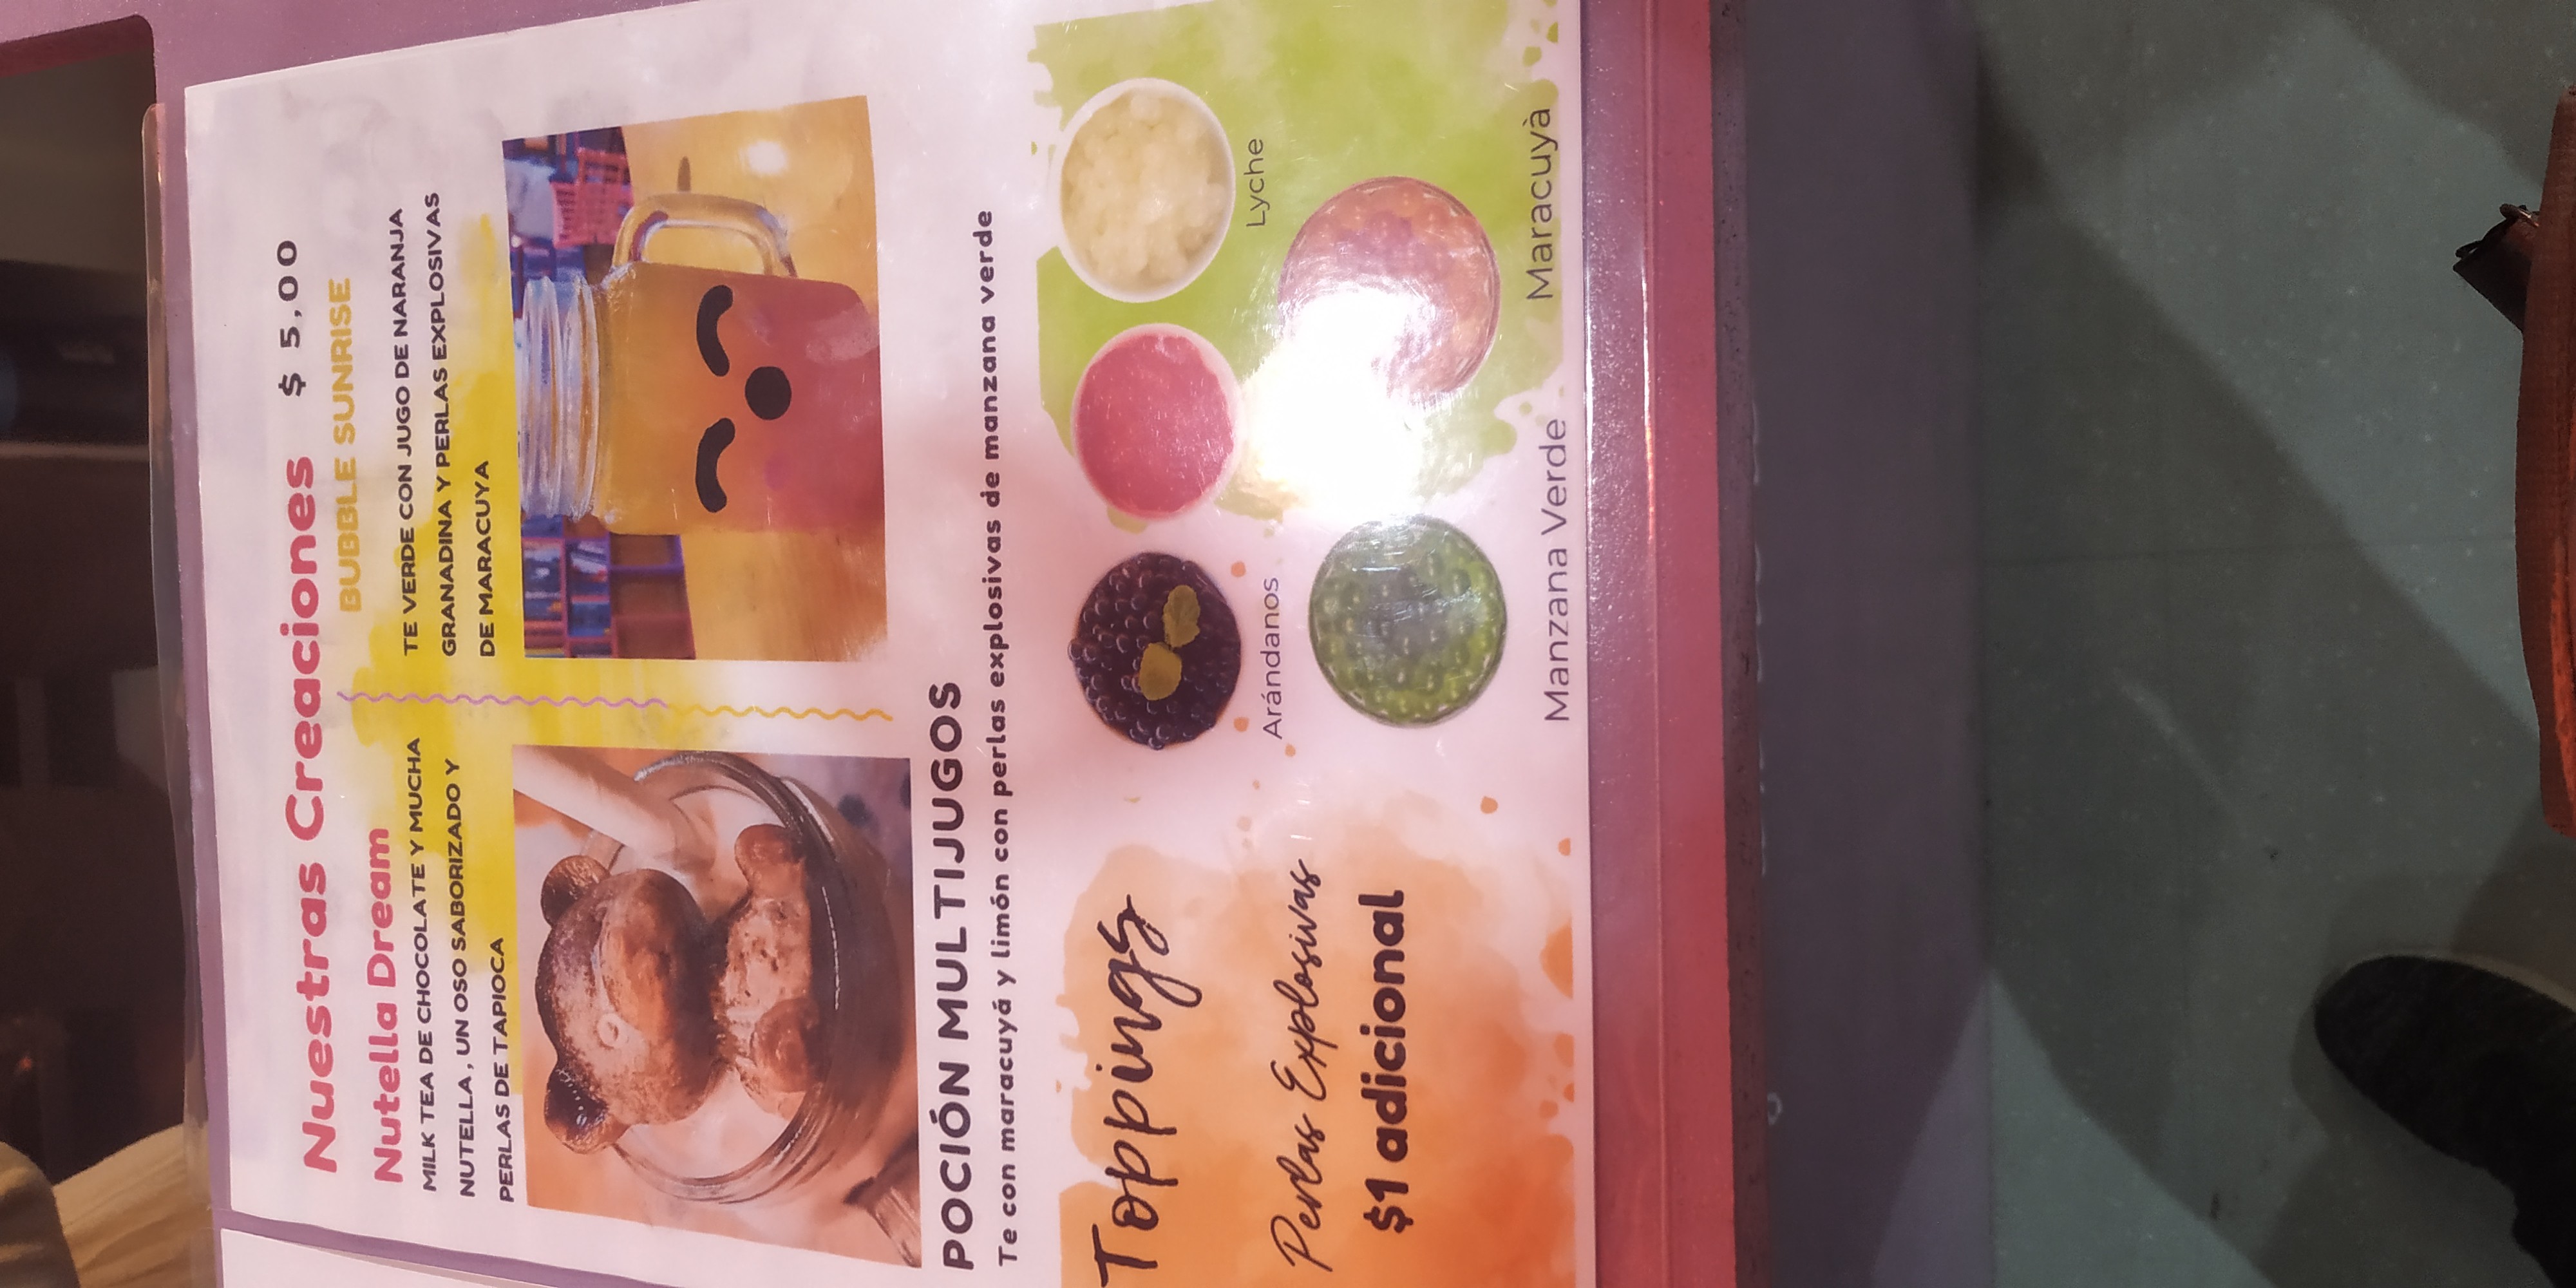 Nuestras Creaciones $ 5,00
Nutella Dream
MILK TEA DE CHOCOLATE Y MUCHA
NUTELLA , UN OSO SABORIZADO Y
PERLAS DE TAPIOCA
BUBBLE SUNRISE
TE VERDE CON JUGO DE NARANJA
GRANADINA Y PERLAS EXPLOSIVAS
DE MARACUYA
POCIÓN MULTIJUGOS
Te con maracuyá y limón con perlas explosivas de manzana verde
Toppings
Perlas Explosivas
$1 adicional
Arándanos
Lyche
Manzana Verde
Maracuyà